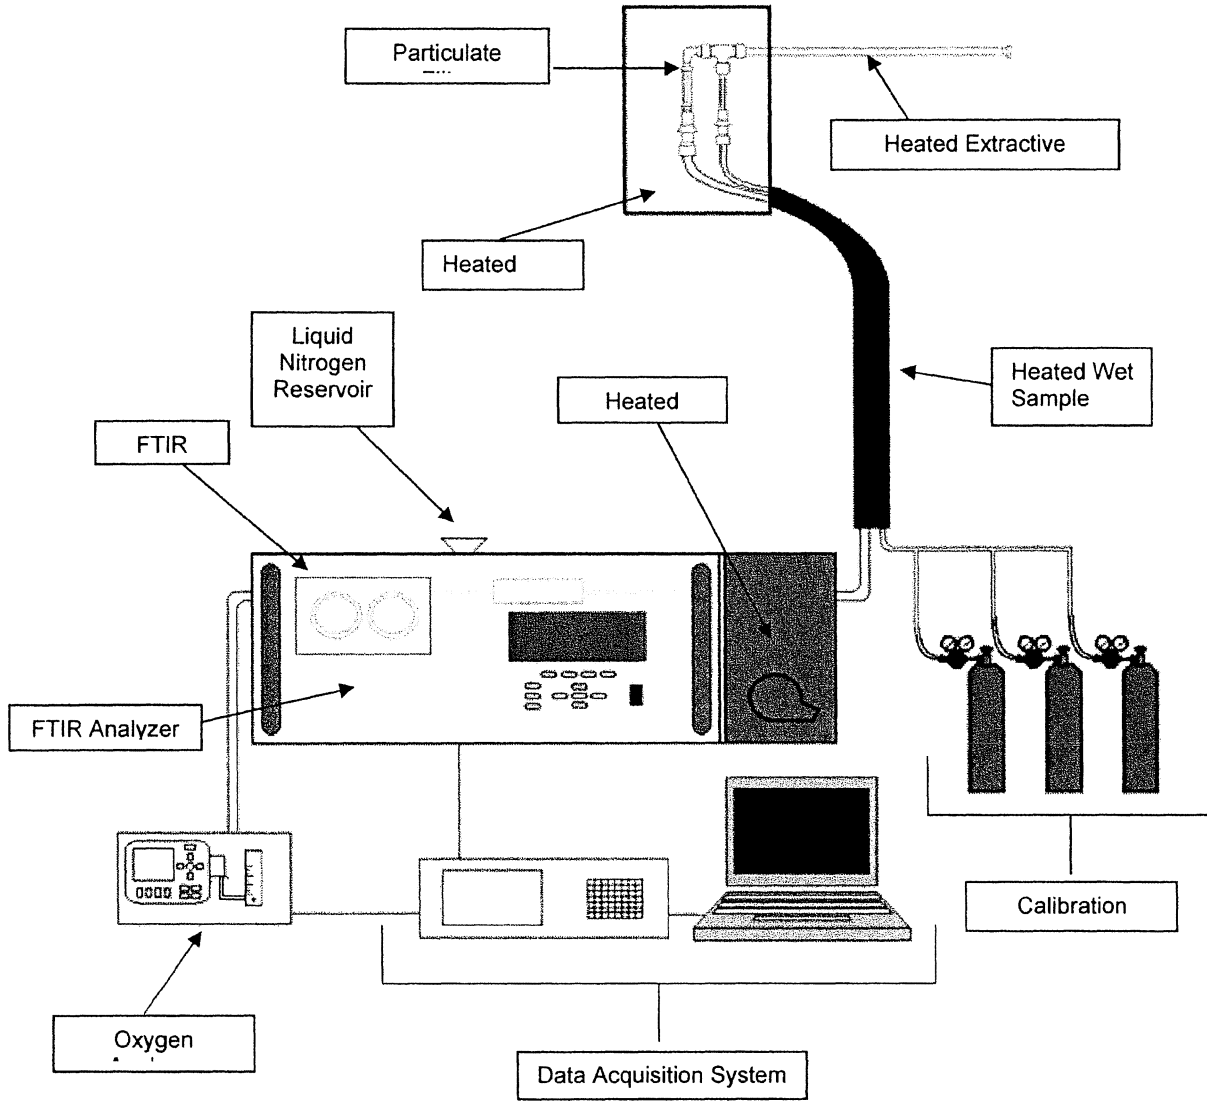 Particulate
Heated Extractive
Heated
Liquid
Nitrogen
Reservoir
Heated Wet
Sample
Heated
FTIR
FTIR Analyzer
Calibration
Oxygen
Data Acquisition System